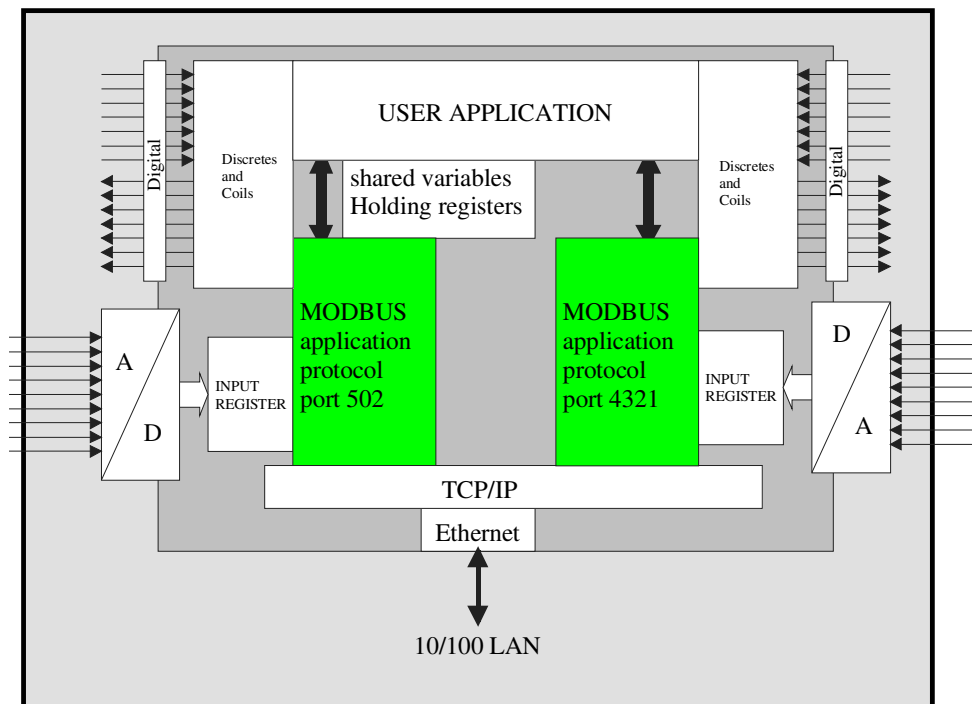 USER APPLICATION
Digital
Discretes
and
Coils
shared variables
Holding registers
Discretes
and
Coils
Digital
MODBUS
application
protocol
port 502
MODBUS
application
protocol
port 4321
A
D
INPUT
REGISTER
INPUT
REGISTER
D
A
TCP/IP
Ethernet
10/100 LAN